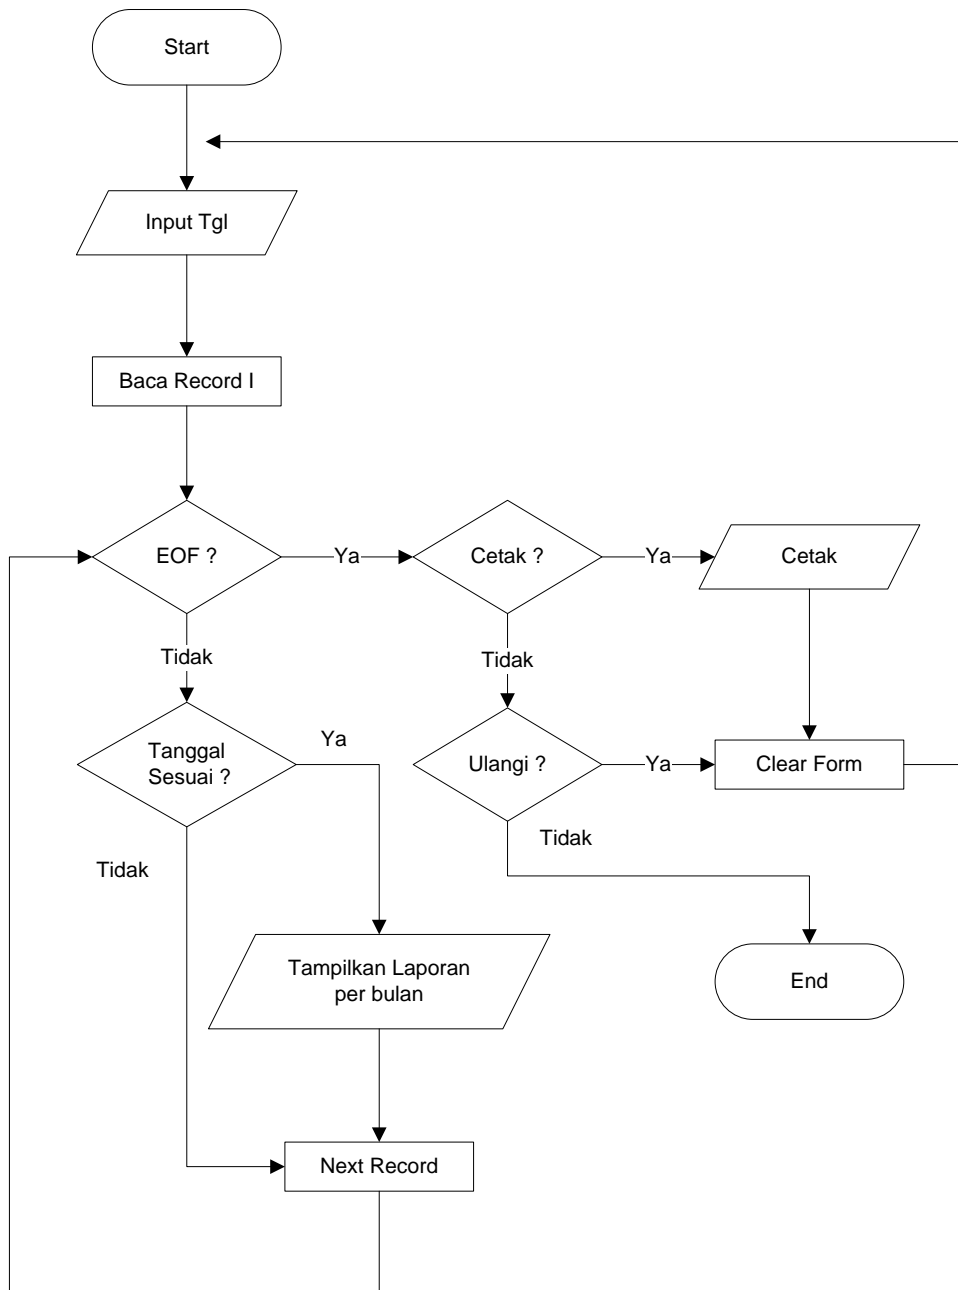 Start
Input Tgl
Baca Record I
EOF ?
Ya
Cetak ?
Ya
Cetak
Tidak
Tidak
Tanggal
Sesuai ?
Ya
Ulangi ?
Ya
Clear Form
Tidak
Tidak
Tampilkan Laporan
per bulan
End
Next Record